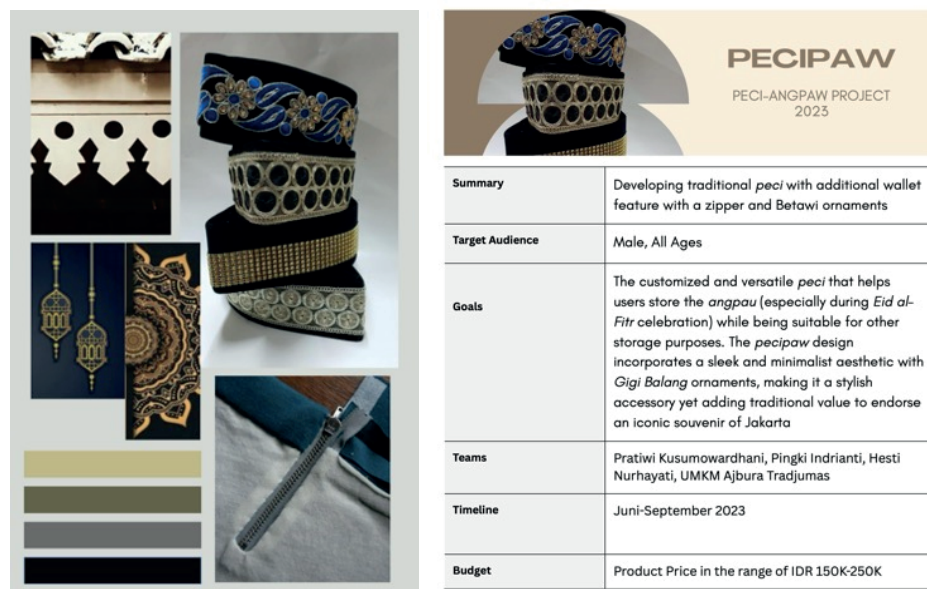 PECIPAW
PECI-ANGPAW PROJECT
2023
Summary
Developing traditional peci with additional wallet
feature with a zipper and Betawi ornaments
Target Audience
Male, All Ages
Goals
The customized and versatile peci that helps
users store the angpau (especially during Eid al-
Fitr celebration) while being suitable for other
storage purposes. The pecipaw design
incorporates a sleek and minimalist aesthetic with
Gigi Balang ornaments, making it a stylish
accessory yet adding traditional value to endorse
an iconic souvenir of Jakarta
Teams
Pratiwi Kusumowardhani, Pingki Indrianti, Hesti
Nurhayati, UMKM Ajbura Tradjumas
Timeline
Juni-September 2023
Budget
Product Price in the range of IDR 150K-250K